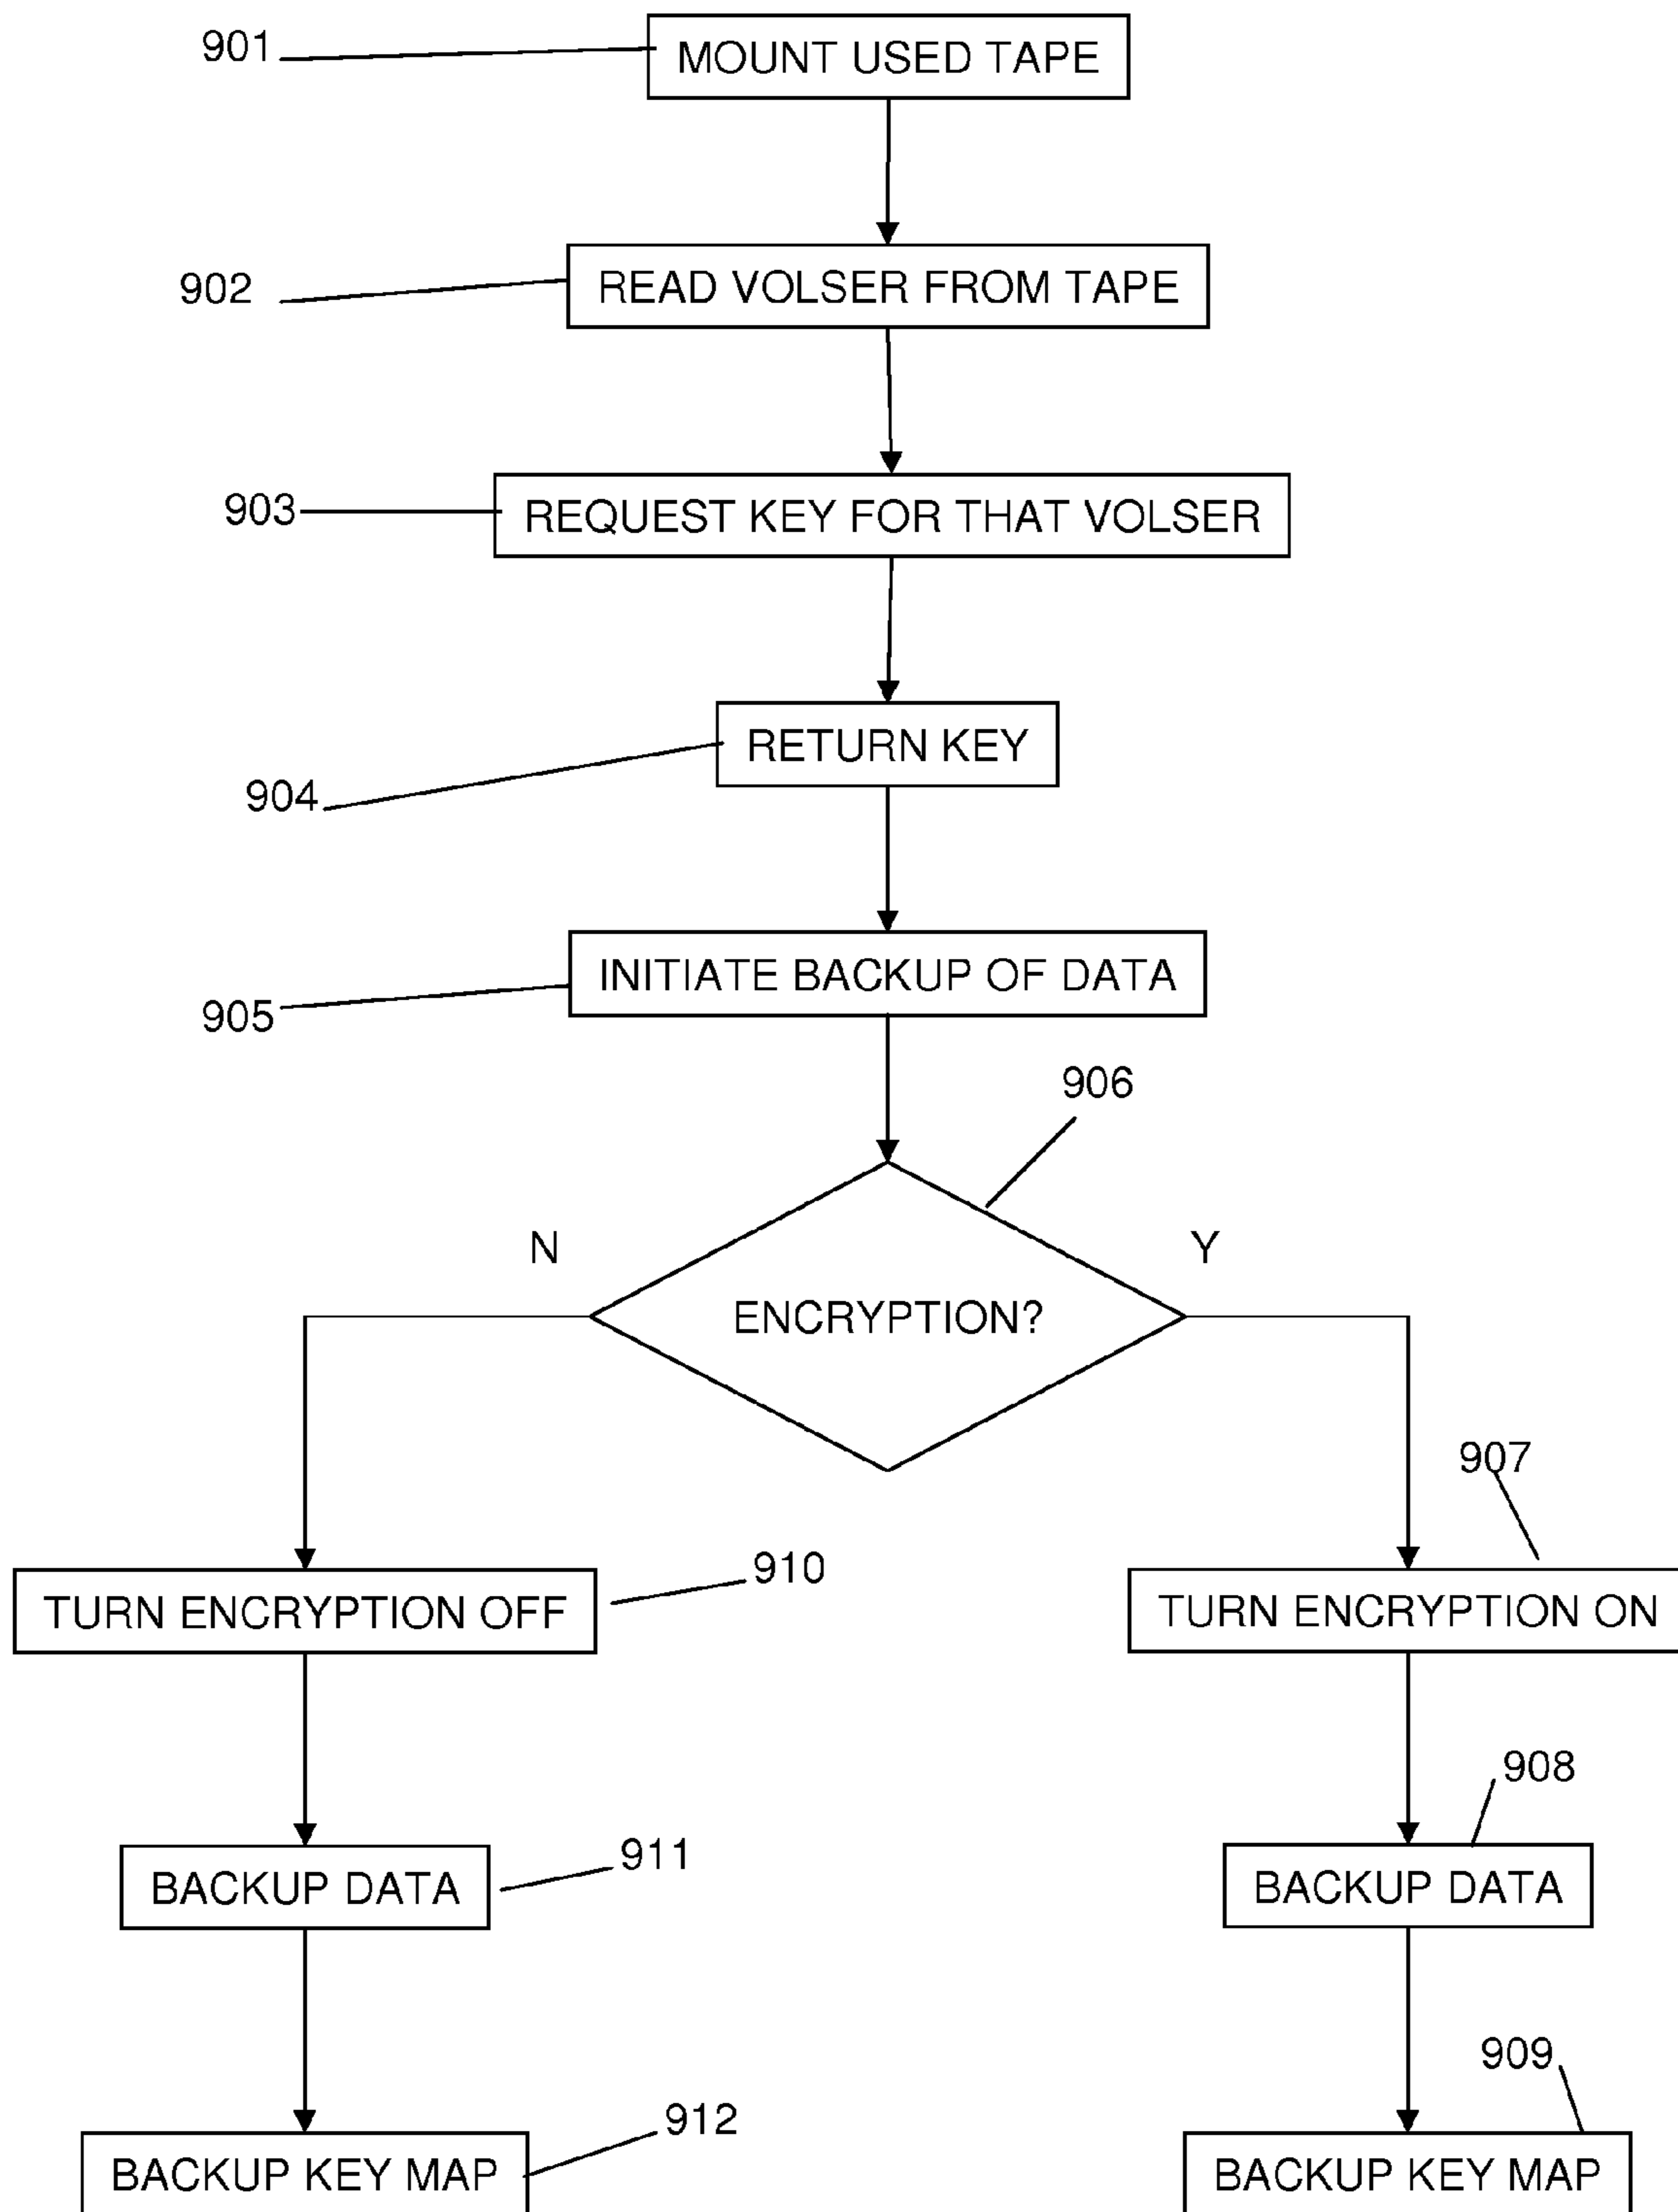 901
MOUNT USED TAPE
902
READ VOLSER FROM TAPE
903
REQUEST KEY FOR THAT VOLSER
904
RETURN KEY
905
INITIATE BACKUP OF DATA
906
N
Y
ENCRYPTION?
907
910
TURN ENCRYPTION OFF
TURN ENCRYPTION ON
908
911
BACKUP DATA
BACKUP DATA
909
912
BACKUP KEY MAP
BACKUP KEY MAP